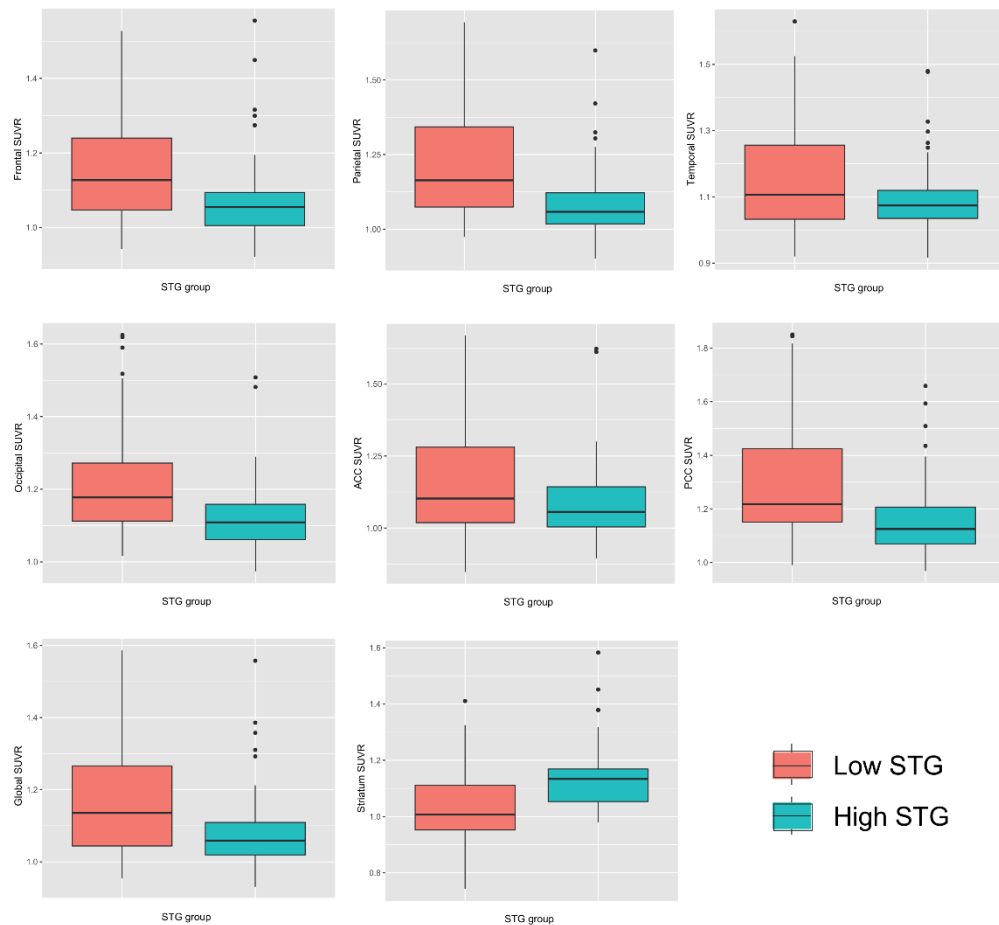 Frontal SUVR
1.4
1.2
1.0
STG group
Parietal SUVR
1.50
1.25
1.00
STG group
Temporal SUVR
1.5
1.3
1.1
0.9
STG group
Occipital SUVR
1.6
1.4
1.2
1.0
STG group
ACC SUVR
1.50
1.25
1.00
STG group
PCC SUVR
1.8
1.6
1.4
1.2
1.0
STG group
Global SUVR
1.6
1.4
1.2
1.0
STG group
Striatum SUVR
1.6
1.4
1.2
1.0
0.8
STG group
Low STG
High STG